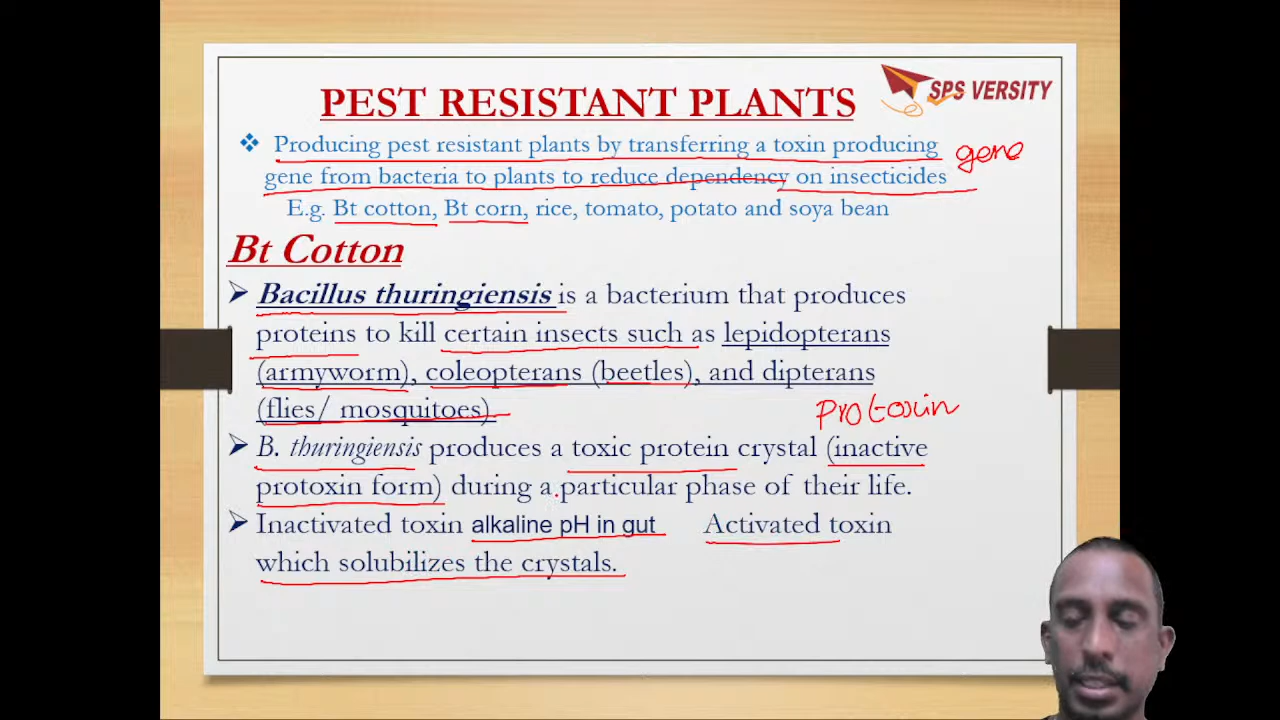 PEST RESISTANT PLANTS
SPS VERSITY
❖ Producing pest resistant plants by transferring a toxin producing
gene
gene from bacteria to plants to reduce dependency on insecticides
E.g. Bt cotton, Bt corn, rice, tomato, potato and soya bean
Bt Cotton
➤ Bacillus thuringiensis is a bacterium that produces
proteins to kill certain insects such as lepidopterans
(armyworm), coleopterans (beetles), and dipterans
(flies/ mosquitoes).
Protoxin
➤ B. thuringiensis produces a toxic protein crystal (inactive
protoxin form) during a particular phase of their life.
➤ Inactivated toxin alkaline pH in gut Activated toxin
which solubilizes the crystals.